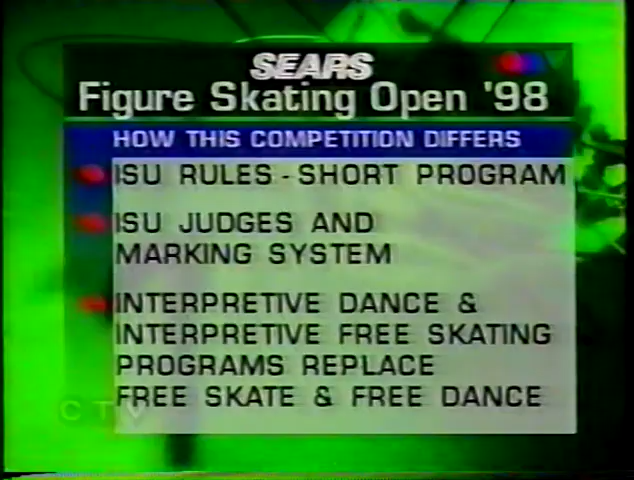 SEARS
Figure Skating Open '98
HOW THIS COMPETITION DIFFERS
ISU RULES - SHORT PROGRAM
ISU JUDGES AND
MARKING SYSTEM
INTERPRETIVE DANCE &
INTERPRETIVE FREE SKATING
PROGRAMS REPLACE
FREE SKATE & FREE DANCE
CTV